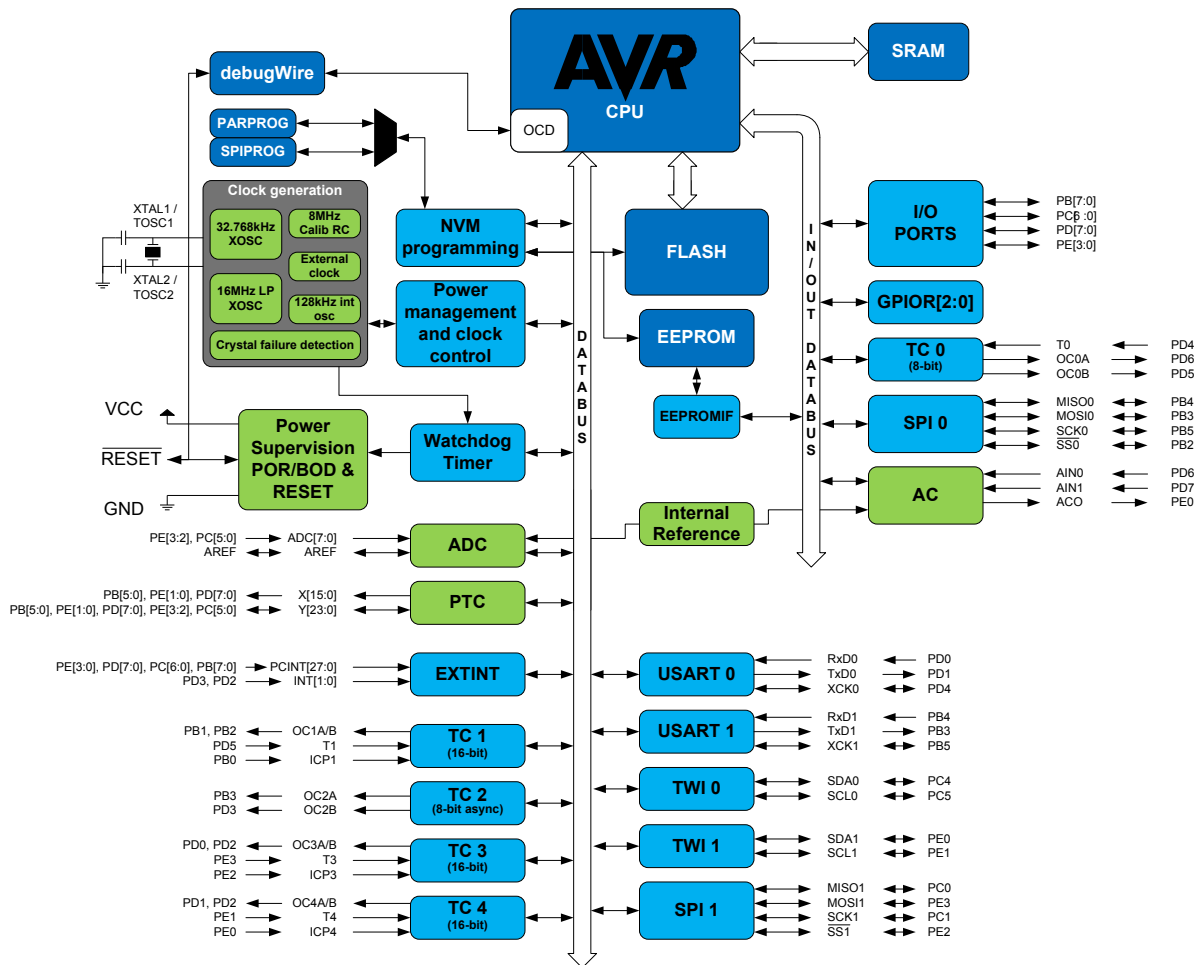 AVR
CPU
OCD
SRAM
debugWire
PARPROG
SPIPROG
Clock generation
32.768kHz
XOSC
8MHz
Calib RC
External
clock
16MHz LP
XOSC
128kHz int
osc
Crystal failure detection
XTAL1 /
TOSC1
XTAL2 /
TOSC2
NVM
programming
Power
management
and clock
control
FLASH
EEPROM
EEPROMIF
DATABUS
IN/OUT DATABUS
I/O
PORTS
PB[7:0]
PC[6:0]
PD[7:0]
PE[3:0]
GPIOR[2:0]
TC 0
(8-bit)
T0 PD4
OC0A PD6
OC0B PD5
SPI 0
MISO0 PB4
MOSI0 PB3
SCK0 PB5
SS0 PB2
AC
AIN0 PD6
AIN1 PD7
ACO PE0
VCC
RESET
GND
Power
Supervision
POR/BOD &
RESET
Watchdog
Timer
Internal
Reference
PE[3:2], PC[5:0] ADC[7:0]
AREF AREF
ADC
PB[5:0], PE[1:0], PD[7:0] X[15:0]
PB[5:0], PE[1:0], PD[7:0], PE[3:2], PC[5:0] Y[23:0]
PTC
PE[3:0], PD[7:0], PC[6:0], PB[7:0] PCINT[27:0]
PD3, PD2 INT[1:0]
EXTINT
PB1, PB2 OC1A/B
PD5 T1
PB0 ICP1
TC 1
(16-bit)
PB3 OC2A
PD3 OC2B
TC 2
(8-bit async)
PD0, PD2 OC3A/B
PE3 T3
PE2 ICP3
TC 3
(16-bit)
PD1, PD2 OC4A/B
PE1 T4
PE0 ICP4
TC 4
(16-bit)
USART 0
RxD0 PD0
TxD0 PD1
XCK0 PD4
USART 1
RxD1 PB4
TxD1 PB3
XCK1 PB5
TWI 0
SDA0 PC4
SCL0 PC5
TWI 1
SDA1 PE0
SCL1 PE1
SPI 1
MISO1 PC0
MOSI1 PE3
SCK1 PC1
SS1 PE2